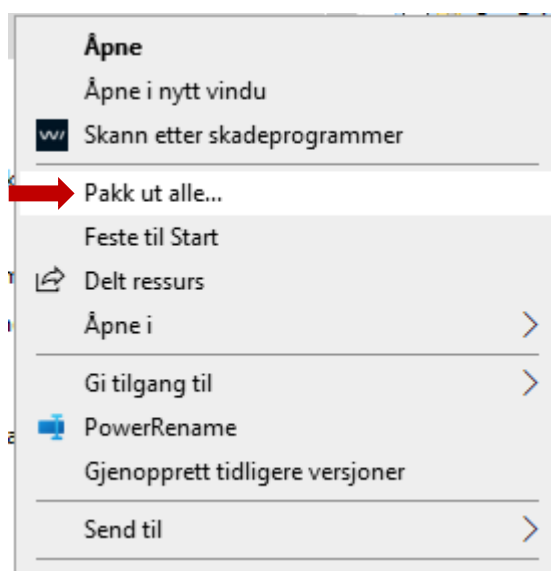 Åpne
Åpne i nytt vindu
Skann etter skadeprogrammer
Pakk ut alle...
Feste til Start
Delt ressurs
Åpne i
Gi tilgang til
PowerRename
Gjenopprett tidligere versjoner
Send til